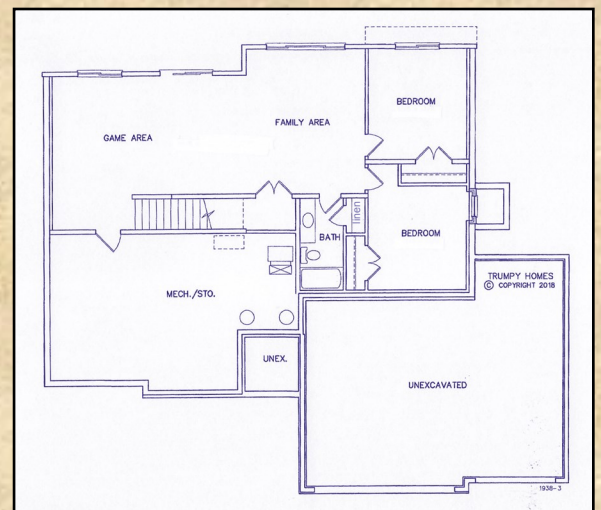 BEDROOM
FAMILY AREA
GAME AREA
linen
BEDROOM
BATH
TRUMPY HOMES
© COPYRIGHT 2018
MECH./STO.
UNEX.
UNEXCAVATED
1938-3